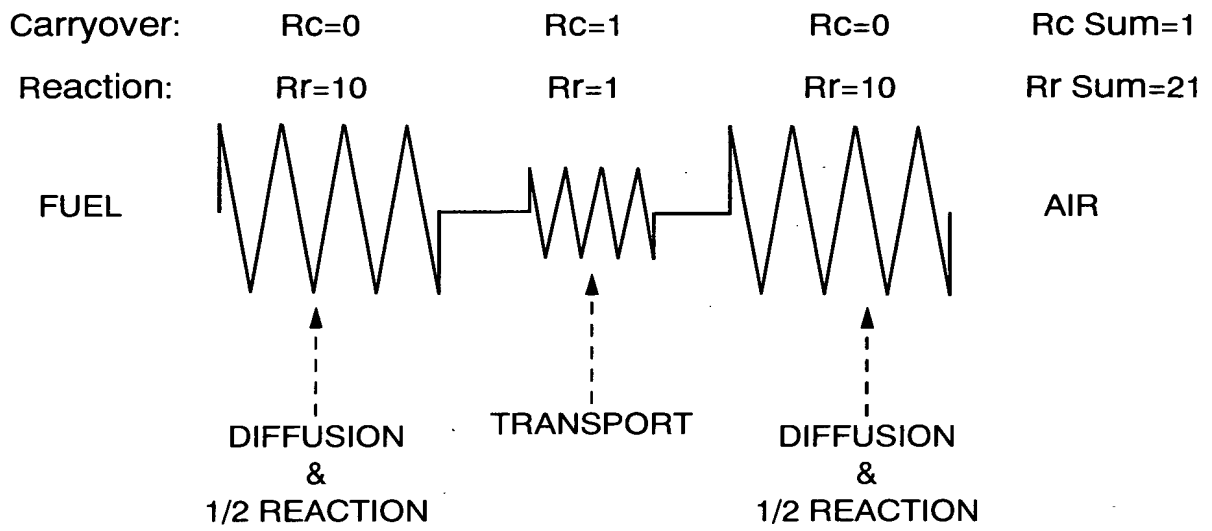 Carryover: Rc=0 Rc=1 Rc=0 Rc Sum=1
Reaction: Rr=10 Rr=1 Rr=10 Rr Sum=21
FUEL AIR
TRANSPORT
DIFFUSION
&
1/2 REACTION
DIFFUSION
&
1/2 REACTION